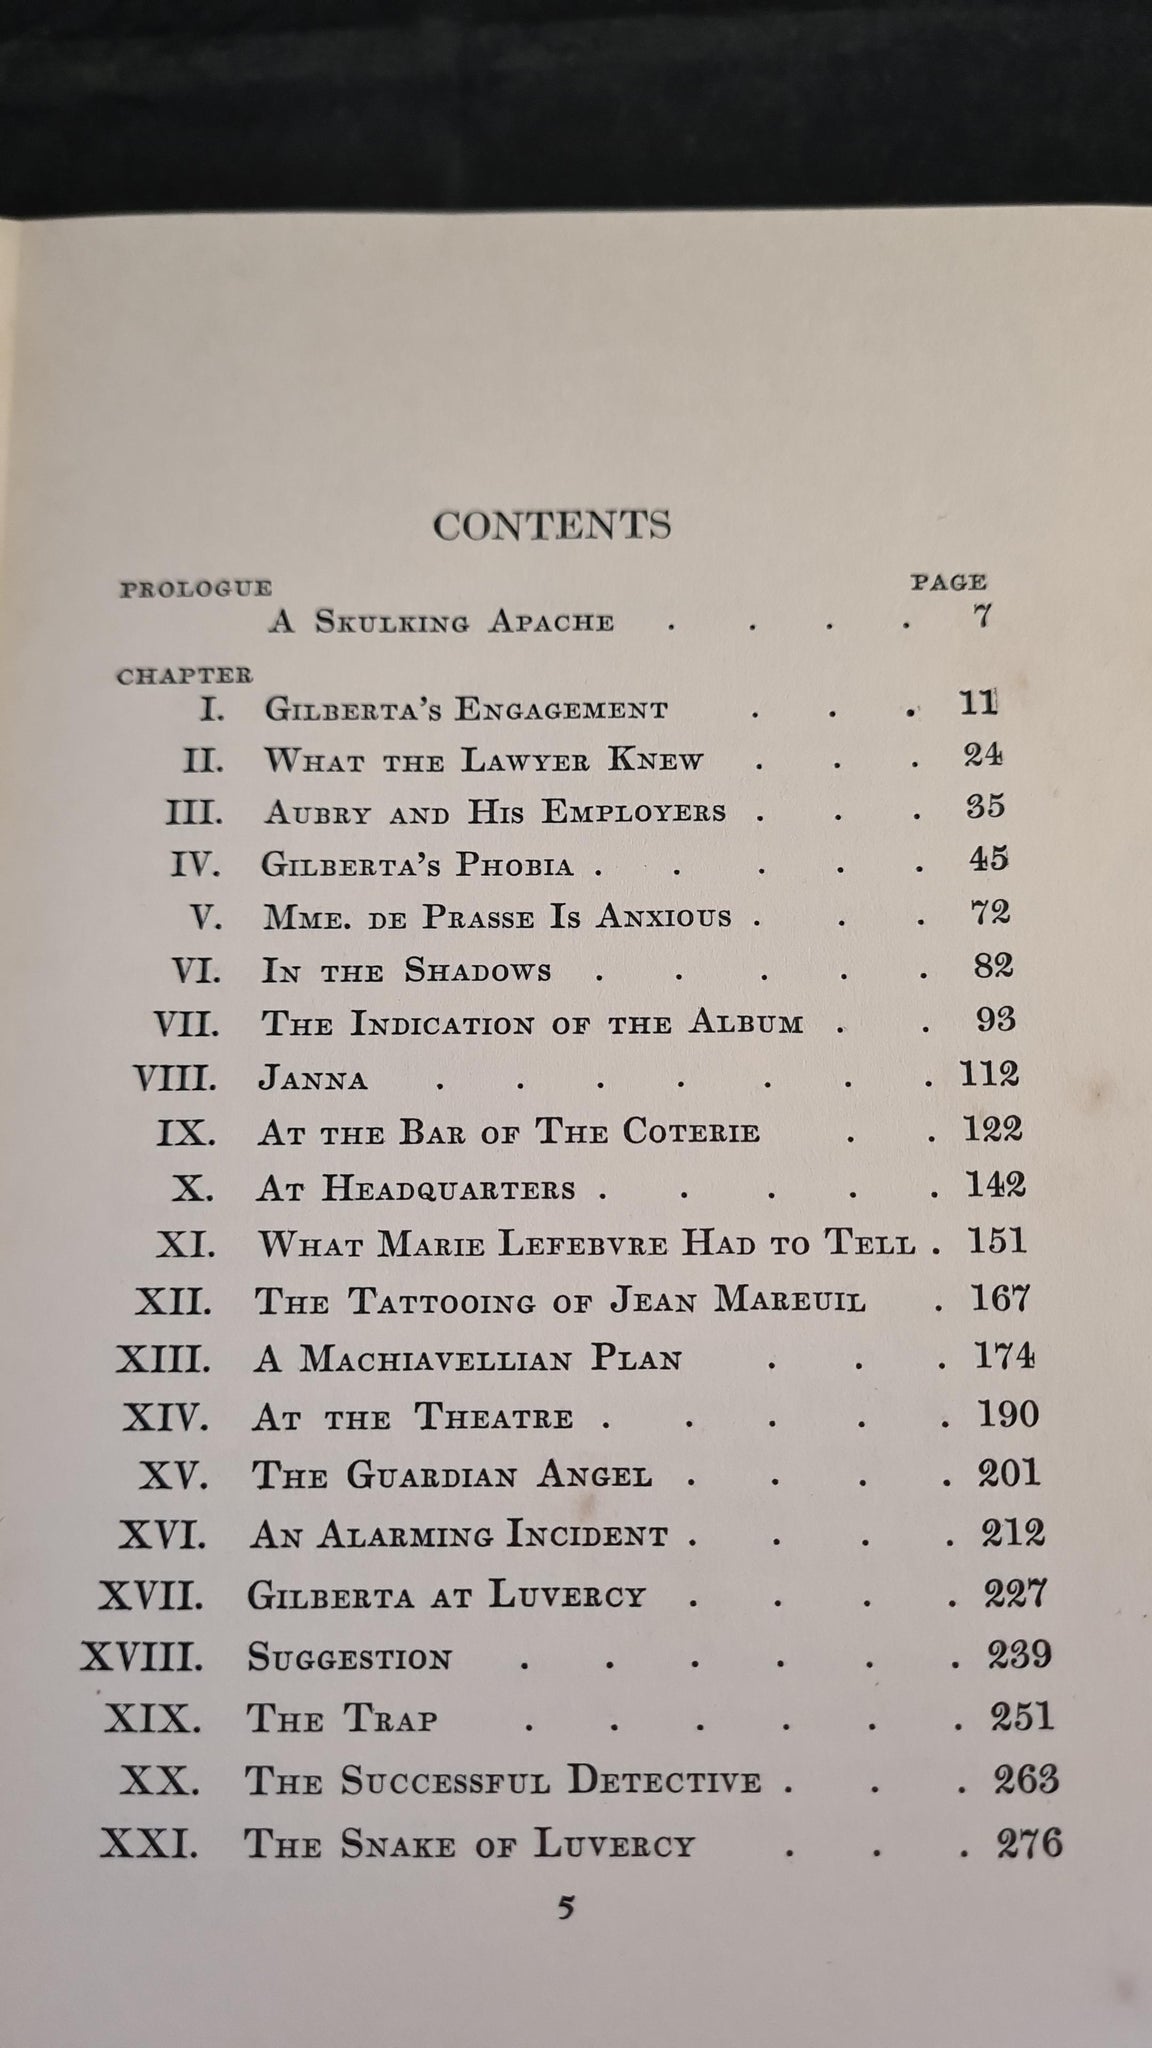 CONTENTS
PROLOGUE PAGE
A SKULKING APACHE . . . . 7
CHAPTER
I. GILBERTA'S ENGAGEMENT . . . 11
II. WHAT THE LAWYER KNEW . . . 24
III. AUBRY AND HIS EMPLOYERS . . . 35
IV. GILBERTA'S PHOBIA . . . . . 45
V. MME. DE PRASSE IS ANXIOUS . . . 72
VI. IN THE SHADOWS . . . . . 82
VII. THE INDICATION OF THE ALBUM . . 93
VIII. JANNA . . . . . . . 112
IX. AT THE BAR OF THE COTERIE . . 122
X. AT HEADQUARTERS . . . . . 142
XI. WHAT MARIE LEFEBVRE HAD TO TELL . 151
XII. THE TATTOOING OF JEAN MAREUIL . 167
XIII. A MACHIAVELLIAN PLAN . . . 174
XIV. AT THE THEATRE . . . . . 190
XV. THE GUARDIAN ANGEL . . . . 201
XVI. AN ALARMING INCIDENT . . . . 212
XVII. GILBERTA AT LUVERCY . . . . 227
XVIII. SUGGESTION . . . . . . 239
XIX. THE TRAP . . . . . . 251
XX. THE SUCCESSFUL DETECTIVE . . . 263
XXI. THE SNAKE OF LUVERCY . . . 276
5